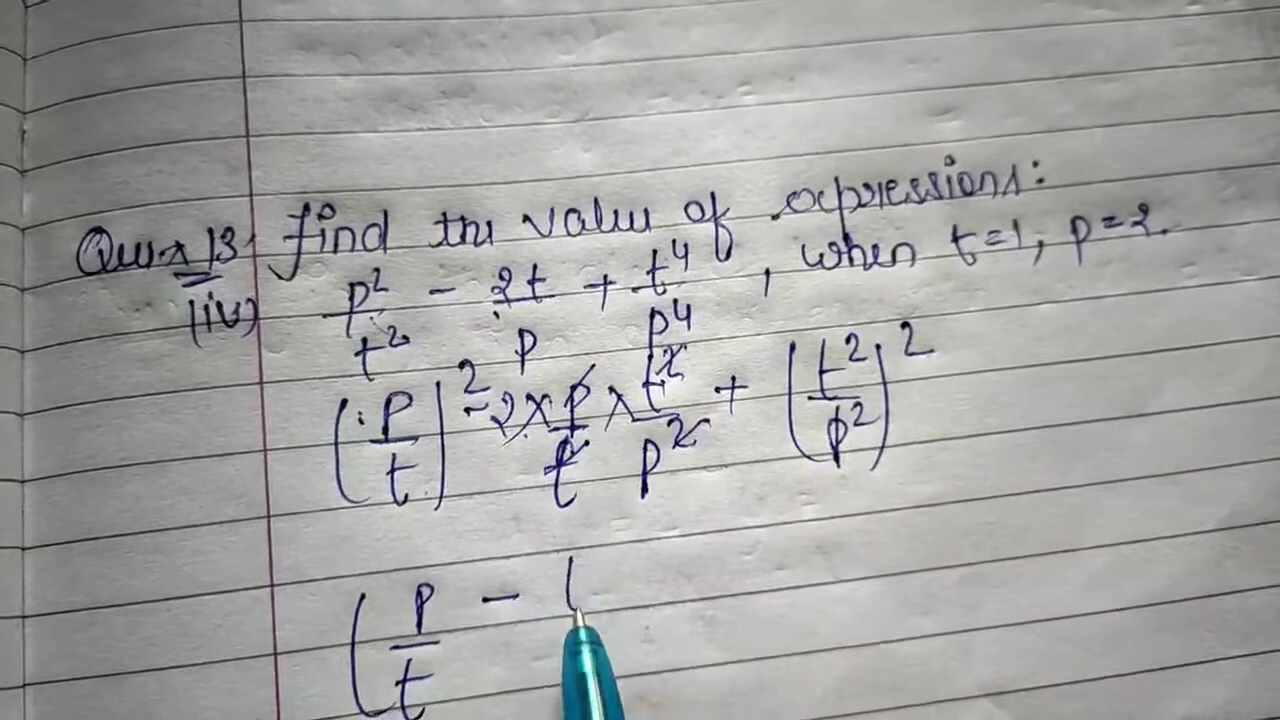 Ques 13 find the value of expressions:
(iv) p²/t² - 2t/p + t⁴/p⁴, when t=1, p=2.
(p/t)² - 2 × p/t × t²/p² + (t²/p²)²
(p/t - (